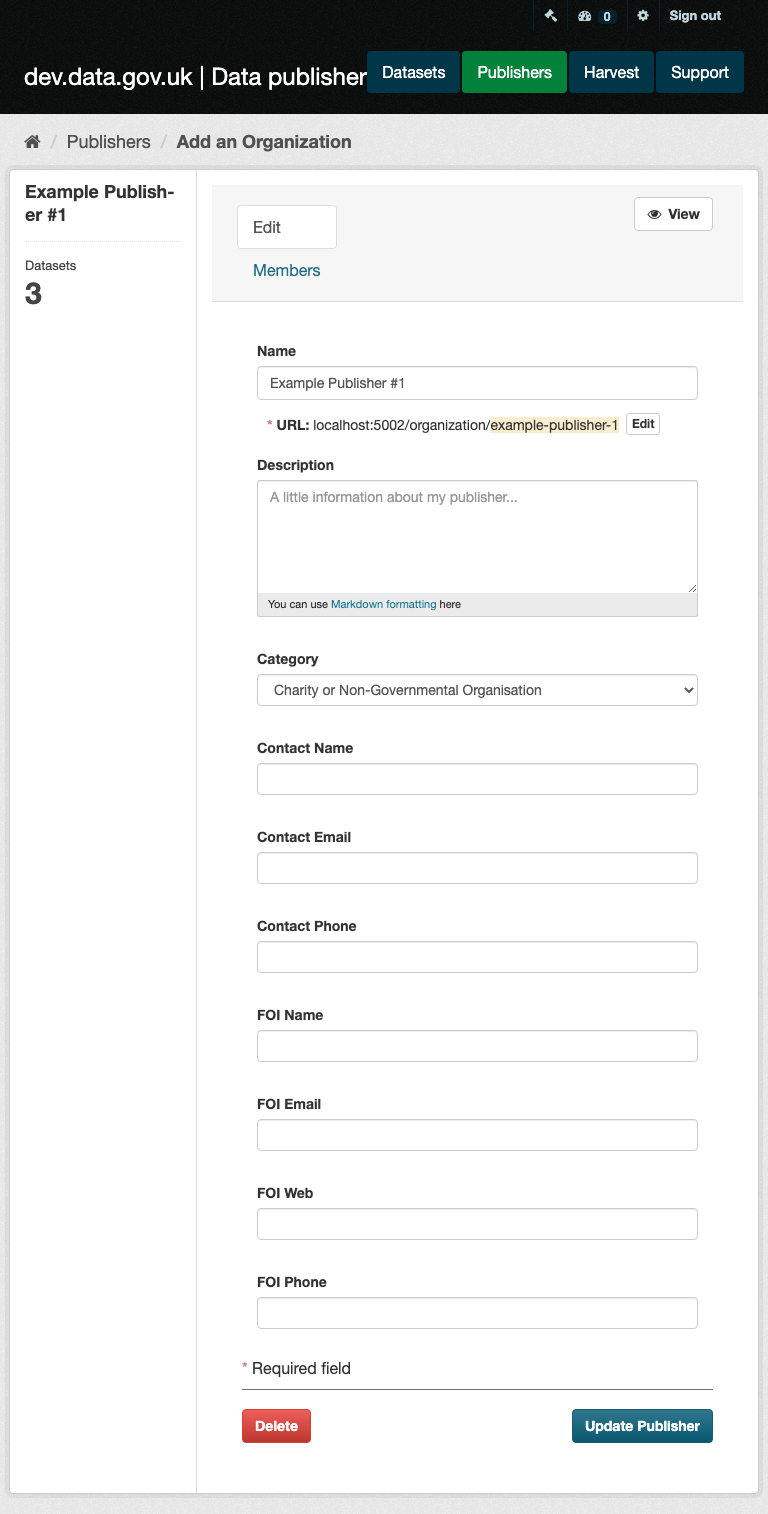 0
Sign out
dev.data.gov.uk | Data publisher
Datasets
Publishers
Harvest
Support
/ Publishers / Add an Organization
Example Publish-
er #1
Datasets
3
Edit
View
Members
Name
Example Publisher #1
* URL: localhost:5002/organization/example-publisher-1 Edit
Description
A little information about my publisher...
You can use Markdown formatting here
Category
Charity or Non-Governmental Organisation
Contact Name
Contact Email
Contact Phone
FOI Name
FOI Email
FOI Web
FOI Phone
* Required field
Delete
Update Publisher